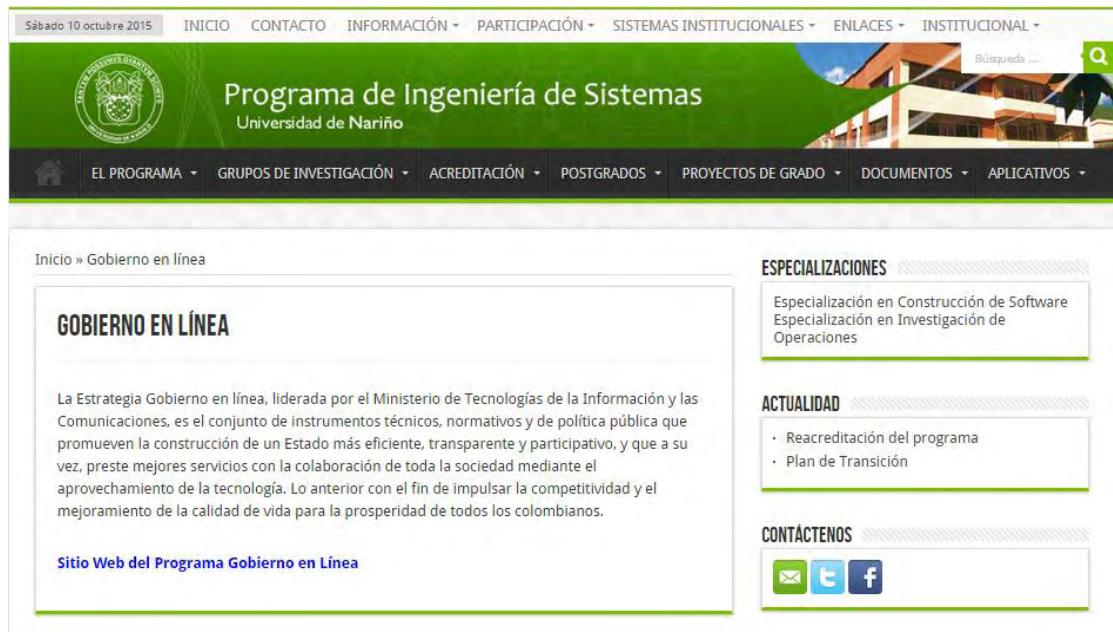 Sábado 10 octubre 2015 INICIO CONTACTO INFORMACIÓN PARTICIPACIÓN SISTEMAS INSTITUCIONALES ENLACES INSTITUCIONAL
Búsqueda ...
Programa de Ingeniería de Sistemas
Universidad de Nariño
EL PROGRAMA GRUPOS DE INVESTIGACIÓN ACREDITACIÓN POSTGRADOS PROYECTOS DE GRADO DOCUMENTOS APLICATIVOS
Inicio » Gobierno en línea
GOBIERNO EN LÍNEA
La Estrategia Gobierno en línea, liderada por el Ministerio de Tecnologías de la Información y las
Comunicaciones, es el conjunto de instrumentos técnicos, normativos y de política pública que
promueven la construcción de un Estado más eficiente, transparente y participativo, y que a su
vez, preste mejores servicios con la colaboración de toda la sociedad mediante el
aprovechamiento de la tecnología. Lo anterior con el fin de impulsar la competitividad y el
mejoramiento de la calidad de vida para la prosperidad de todos los colombianos.
Sitio Web del Programa Gobierno en Línea
ESPECIALIZACIONES
Especialización en Construcción de Software
Especialización en Investigación de
Operaciones
ACTUALIDAD
· Reacreditación del programa
· Plan de Transición
CONTÁCTENOS